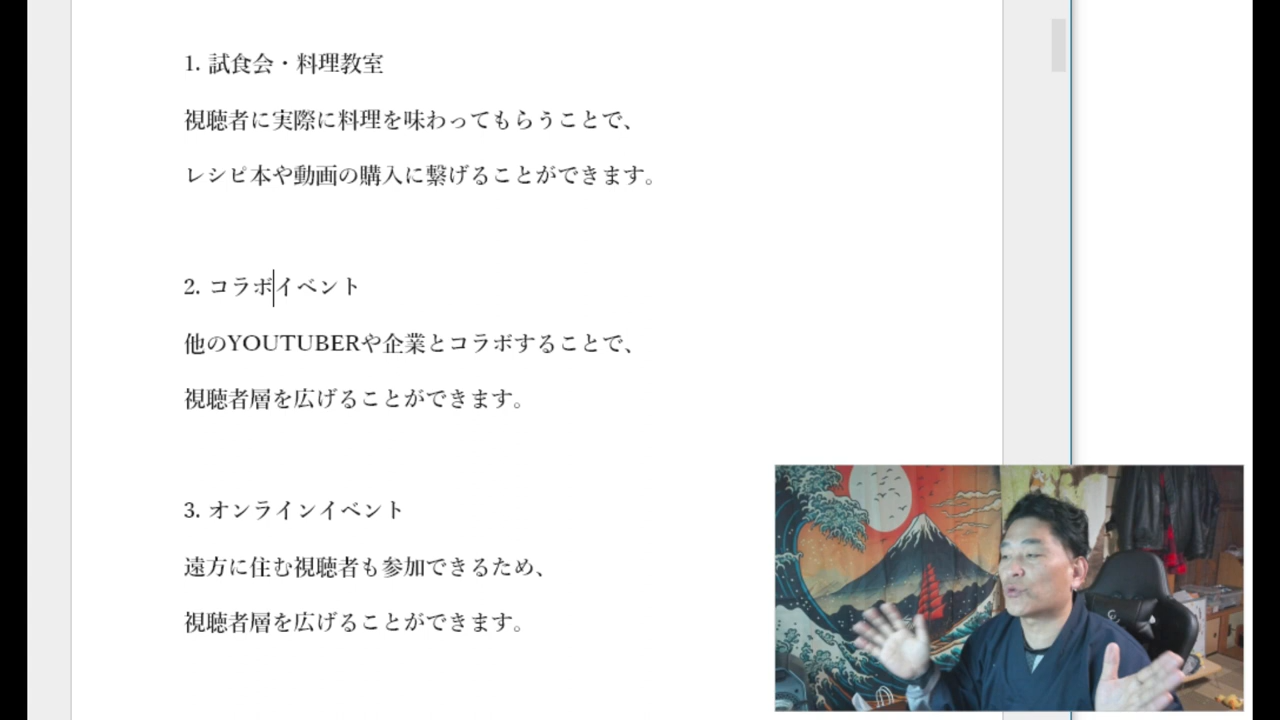 1. 試食会・料理教室
視聴者に実際に料理を味わってもらうことで、
レシピ本や動画の購入に繋げることができます。
2. コラボイベント
他のYOUTUBERや企業とコラボすることで、
視聴者層を広げることができます。
3. オンラインイベント
遠方に住む視聴者も参加できるため、
視聴者層を広げることができます。